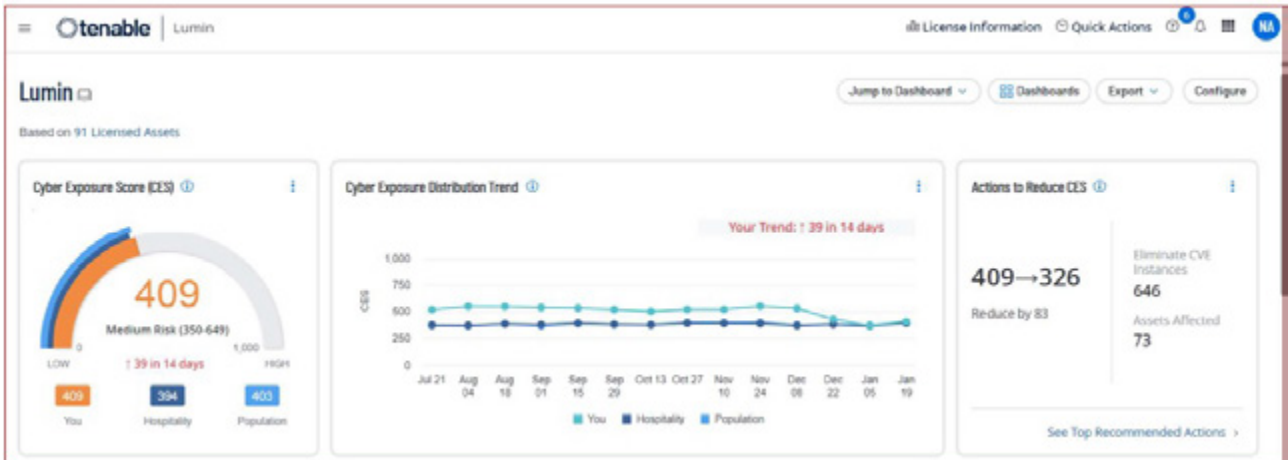 tenable Lumin
License Information Quick Actions 6 NA
Lumin
Jump to Dashboard Dashboards Export Configure
Based on 91 Licensed Assets
Cyber Exposure Score (CES)
409
Medium Risk (350-649)
0 1,000
LOW ↑ 39 in 14 days HIGH
409 394 403
You Hospitality Population
Cyber Exposure Distribution Trend
Your Trend: ↑ 39 in 14 days
CES
1,000
750
500
250
0
Jul 21 Aug 04 Aug 18 Sep 01 Sep 15 Sep 29 Oct 13 Oct 27 Nov 10 Nov 24 Dec 08 Dec 22 Jan 05 Jan 19
You Hospitality Population
Actions to Reduce CES
409→326
Reduce by 83
Eliminate CVE
Instances
646
Assets Affected
73
See Top Recommended Actions >